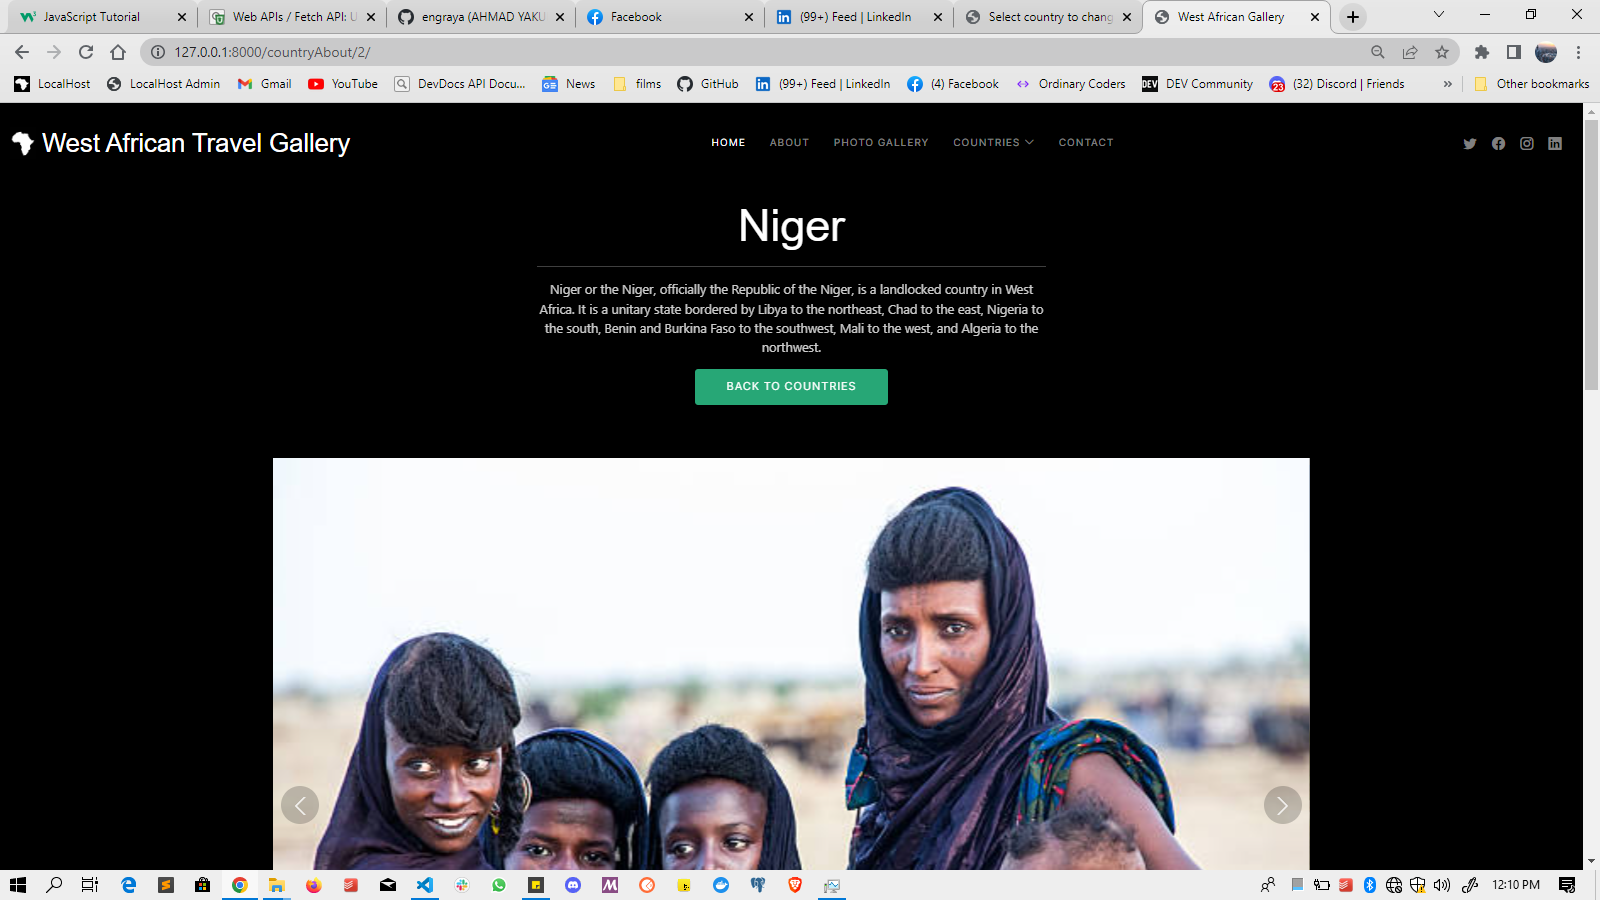 JavaScript Tutorial
Web APIs / Fetch API: U
engraya (AHMAD YAKU
Facebook
(99+) Feed | LinkedIn
Select country to chang
West African Gallery
127.0.0.1:8000/countryAbout/2/
LocalHost
LocalHost Admin
Gmail
YouTube
DevDocs API Docu...
News
films
GitHub
(99+) Feed | LinkedIn
(4) Facebook
Ordinary Coders
DEV
DEV Community
23
(32) Discord | Friends
»
Other bookmarks
West African Travel Gallery
HOME
ABOUT
PHOTO GALLERY
COUNTRIES
CONTACT
Niger
Niger or the Niger, officially the Republic of the Niger, is a landlocked country in West
Africa. It is a unitary state bordered by Libya to the northeast, Chad to the east, Nigeria to
the south, Benin and Burkina Faso to the southwest, Mali to the west, and Algeria to the
northwest.
BACK TO COUNTRIES
12:10 PM